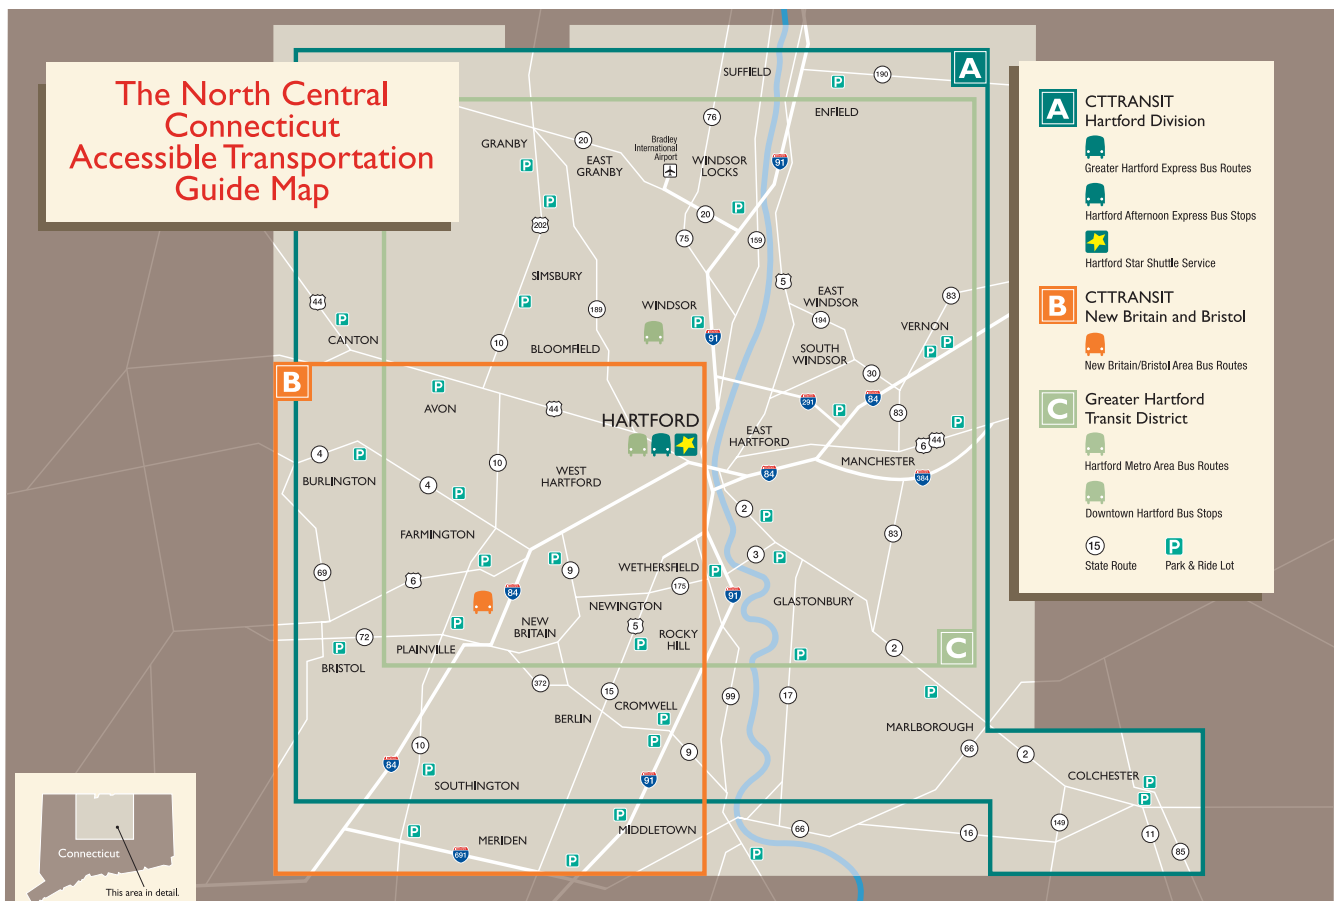 The North Central
Connecticut
Accessible Transportation
Guide Map
A
SUFFIELD
190
ENFIELD
76
GRANBY
20
Bradley
International
Airport
EAST
GRANBY
WINDSOR
LOCKS
91
P
P
P
P
202
20
75
159
SIMSBURY
5
EAST
WINDSOR
83
44
P
P
189
WINDSOR
P
194
VERNON
CANTON
10
BLOOMFIELD
91
SOUTH
WINDSOR
P
P
B
AVON
P
44
30
291
84
P
83
P
HARTFORD
EAST
HARTFORD
6
44
4
P
BURLINGTON
10
WEST
HARTFORD
MANCHESTER
84
384
4
P
2
P
FARMINGTON
83
P
P
3
P
69
6
9
WETHERSFIELD
P
175
84
91
NEWINGTON
GLASTONBURY
NEW
BRITAIN
5
P
72
PLAINVILLE
P
ROCKY
HILL
P
BRISTOL
P
2
C
372
15
99
17
P
CROMWELL
P
BERLIN
MARLBOROUGH
10
P
9
66
2
84
P
SOUTHINGTON
91
COLCHESTER
P
P
P
MIDDLETOWN
P
MERIDEN
691
P
66
16
149
11
85
P
A
CTTRANSIT
Hartford Division
Greater Hartford Express Bus Routes
Hartford Afternoon Express Bus Stops
Hartford Star Shuttle Service
B
CTTRANSIT
New Britain and Bristol
New Britain/Bristol Area Bus Routes
C
Greater Hartford
Transit District
Hartford Metro Area Bus Routes
Downtown Hartford Bus Stops
15
P
State Route
Park & Ride Lot
Connecticut
This area in detail.